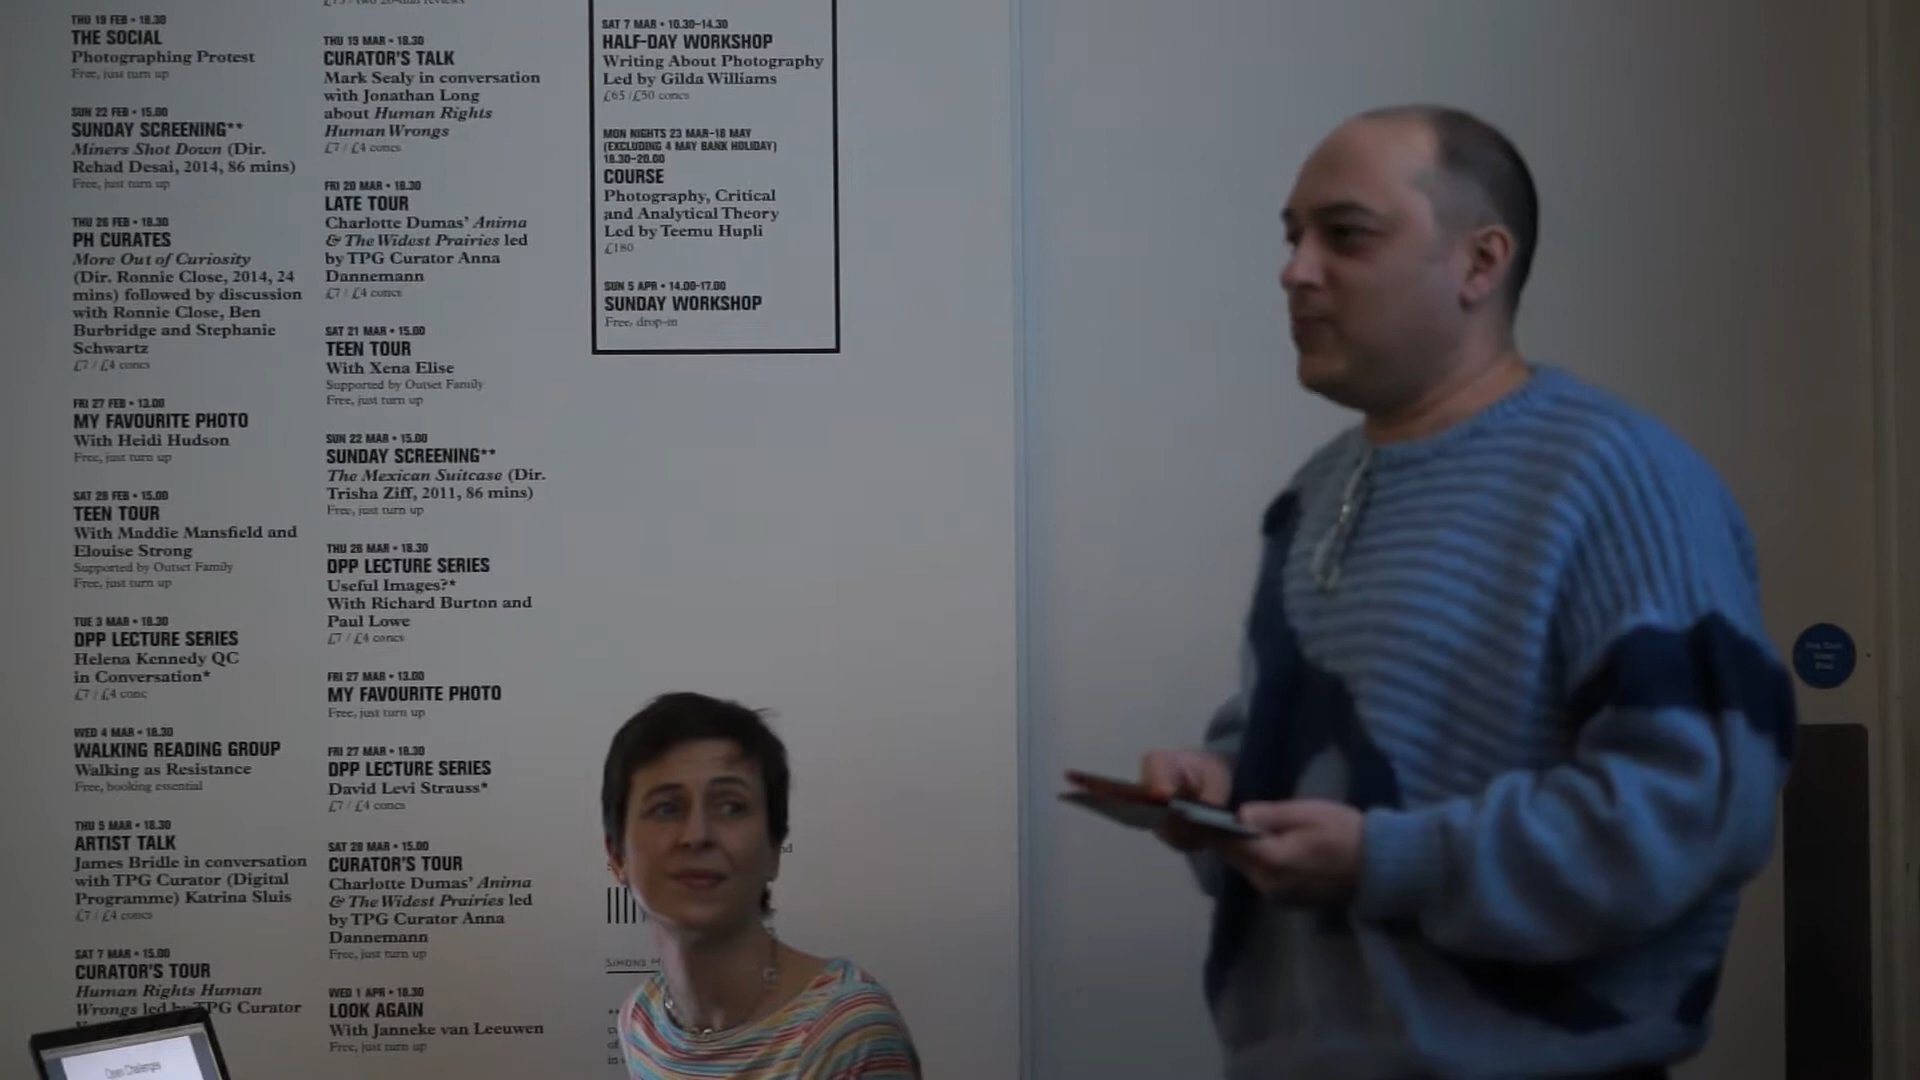 THU 19 FEB • 18.30
THE SOCIAL
Photographing Protest
Free, just turn up
SUN 22 FEB • 15.00
SUNDAY SCREENING**
Miners Shot Down (Dir.
Rehad Desai, 2014, 86 mins)
Free, just turn up
THU 26 FEB • 18.30
PH CURATES
More Out of Curiosity
(Dir. Ronnie Close, 2014, 24
mins) followed by discussion
with Ronnie Close, Ben
Burbridge and Stephanie
Schwartz
£7 / £4 concs
FRI 27 FEB • 13.00
MY FAVOURITE PHOTO
With Heidi Hudson
Free, just turn up
SAT 28 FEB • 15.00
TEEN TOUR
With Maddie Mansfield and
Elouise Strong
Supported by Outset Family
Free, just turn up
TUE 3 MAR • 18.30
DPP LECTURE SERIES
Helena Kennedy QC
in Conversation*
£7 / £4 conc
WED 4 MAR • 18.30
WALKING READING GROUP
Walking as Resistance
Free, booking essential
THU 5 MAR • 18.30
ARTIST TALK
James Bridle in conversation
with TPG Curator (Digital
Programme) Katrina Sluis
£7 / £4 concs
SAT 7 MAR • 15.00
CURATOR'S TOUR
Human Rights Human
Wrongs led by TPG Curator
THU 19 MAR • 18.30
CURATOR'S TALK
Mark Sealy in conversation
with Jonathan Long
about Human Rights
Human Wrongs
£7 / £4 concs
FRI 20 MAR • 18.30
LATE TOUR
Charlotte Dumas' Anima
& The Widest Prairies led
by TPG Curator Anna
Dannemann
£7 / £4 concs
SAT 21 MAR • 15.00
TEEN TOUR
With Xena Elise
Supported by Outset Family
Free, just turn up
SUN 22 MAR • 15.00
SUNDAY SCREENING**
The Mexican Suitcase (Dir.
Trisha Ziff, 2011, 86 mins)
Free, just turn up
THU 26 MAR • 18.30
DPP LECTURE SERIES
Useful Images?*
With Richard Burton and
Paul Lowe
£7 / £4 concs
FRI 27 MAR • 13.00
MY FAVOURITE PHOTO
Free, just turn up
FRI 27 MAR • 18.30
DPP LECTURE SERIES
David Levi Strauss*
£7 / £4 concs
SAT 28 MAR • 15.00
CURATOR'S TOUR
Charlotte Dumas' Anima
& The Widest Prairies led
by TPG Curator Anna
Dannemann
Free, just turn up
WED 1 APR • 18.30
LOOK AGAIN
With Janneke van Leeuwen
Free, just turn up
SAT 7 MAR • 10.30–14.30
HALF-DAY WORKSHOP
Writing About Photography
Led by Gilda Williams
£65 / £50 concs
MON NIGHTS 23 MAR–18 MAY
(EXCLUDING 4 MAY BANK HOLIDAY)
18.30–20.00
COURSE
Photography, Critical
and Analytical Theory
Led by Teemu Hupli
£180
SUN 5 APR • 14.00-17.00
SUNDAY WORKSHOP
Free, drop-in
SIMONS
Open Challenges